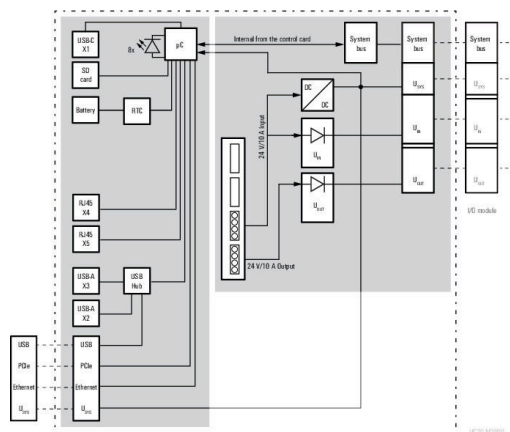 USB-C
X1
8x
μC
Internal from the control card
System
bus
System
bus
System
bus
SD
card
Battery
RTC
DC
DC
U sys
U sys
24 V/10 A Input
U in
U in
U in
U out
U out
U out
I/O module
24 V/10 A Output
RJ45
X4
RJ45
X5
USB-A
X3
USB
Hub
USB-A
X2
USB
USB
PCIe
PCIe
Ethernet
Ethernet
U sys
U sys